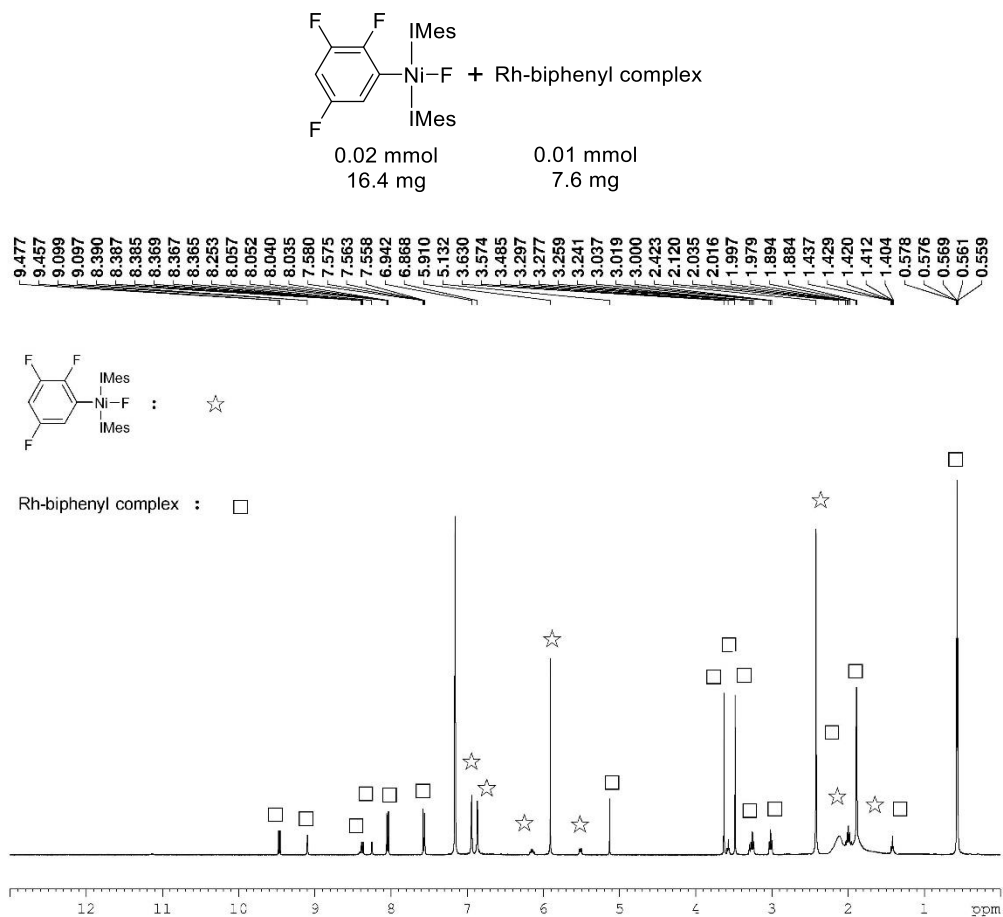 F F IMes
Ni F + Rh-biphenyl complex
F IMes
0.02 mmol 0.01 mmol
16.4 mg 7.6 mg
9.477 9.457 9.099 9.097 8.390 8.387 8.385 8.369 8.367 8.365 8.253 8.057 8.052 8.040 8.035 7.580 7.575 7.563 7.558 6.942 6.868 5.910 5.132 3.630 3.574 3.485 3.297 3.277 3.259 3.241 3.037 3.019 3.000 2.423 2.120 2.035 2.016 1.997 1.979 1.894 1.884 1.437 1.429 1.420 1.412 1.404 0.578 0.576 0.569 0.561 0.559
F F IMes
Ni F :
F IMes
Rh-biphenyl complex :
12 11 10 9 8 7 6 5 4 3 2 1 ppm